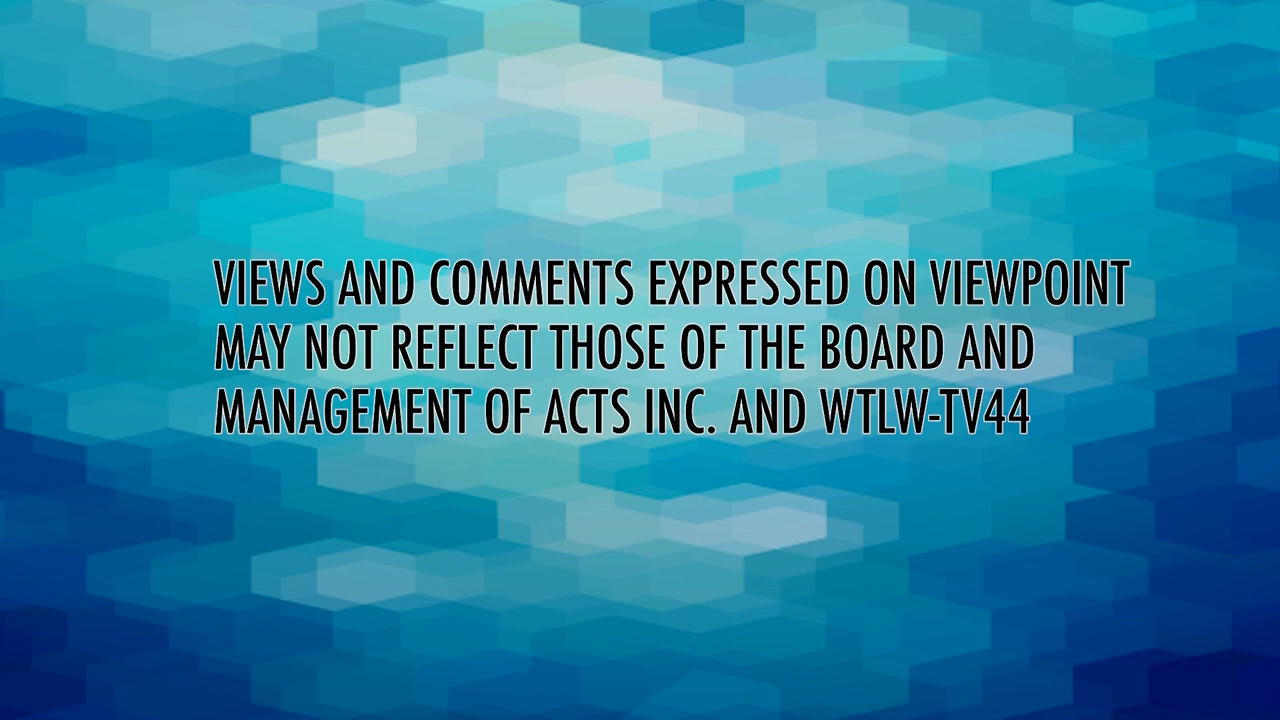 VIEWS AND COMMENTS EXPRESSED ON VIEWPOINT
MAY NOT REFLECT THOSE OF THE BOARD AND
MANAGEMENT OF ACTS INC. AND WTLW-TV44